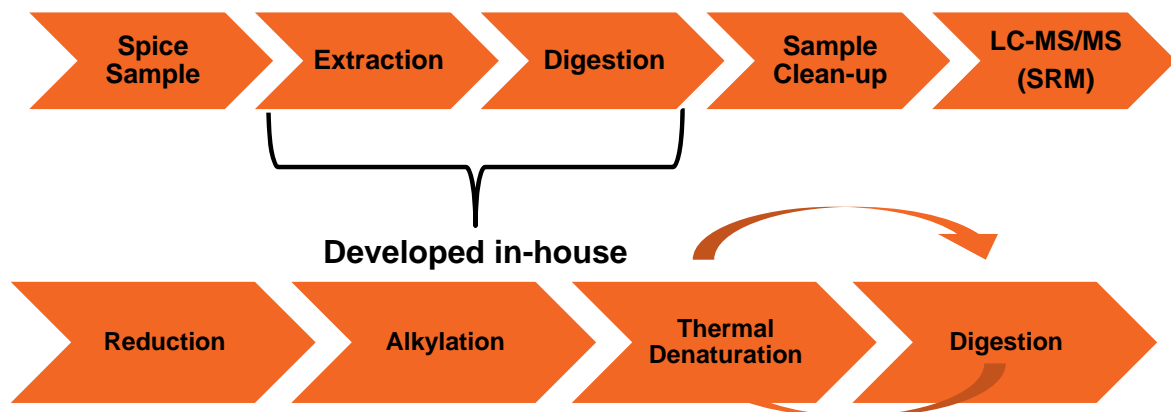 Spice
Sample
Extraction
Digestion
Sample
Clean-up
LC-MS/MS
(SRM)
Developed in-house
Reduction
Alkylation
Thermal
Denaturation
Digestion